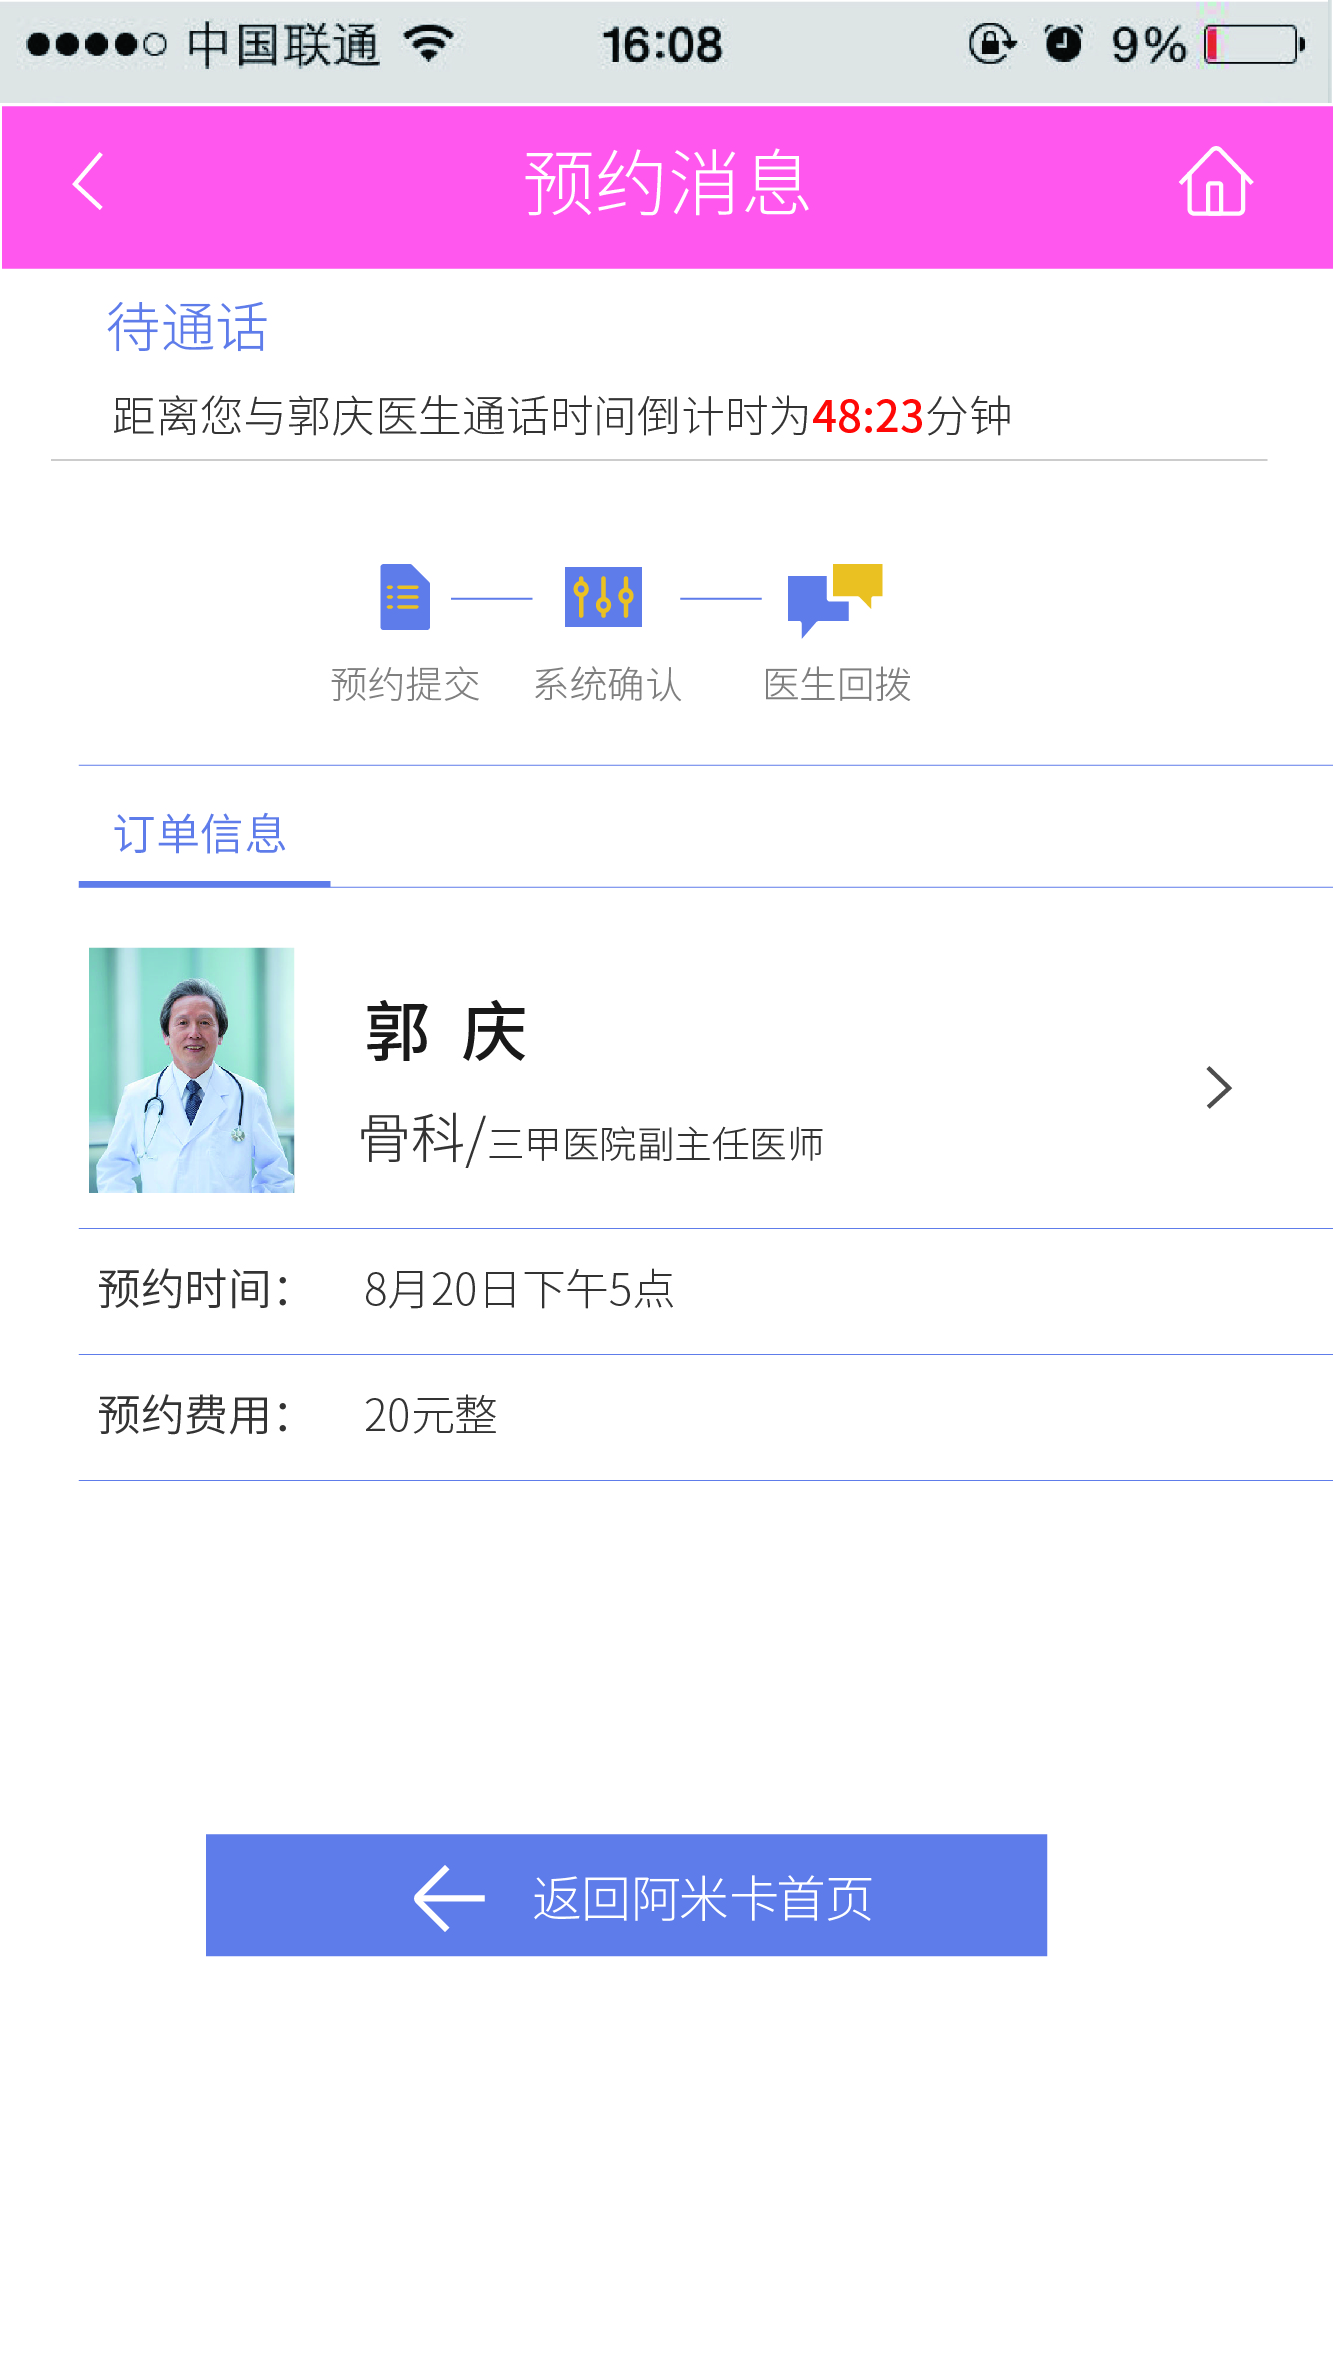 中国联通 16:08 9%
预约消息
待通话
距离您与郭庆医生通话时间倒计时为48:23分钟
预约提交 系统确认 医生回拨
订单信息
郭 庆
骨科/三甲医院副主任医师
预约时间： 8月20日下午5点
预约费用： 20元整
返回阿米卡首页